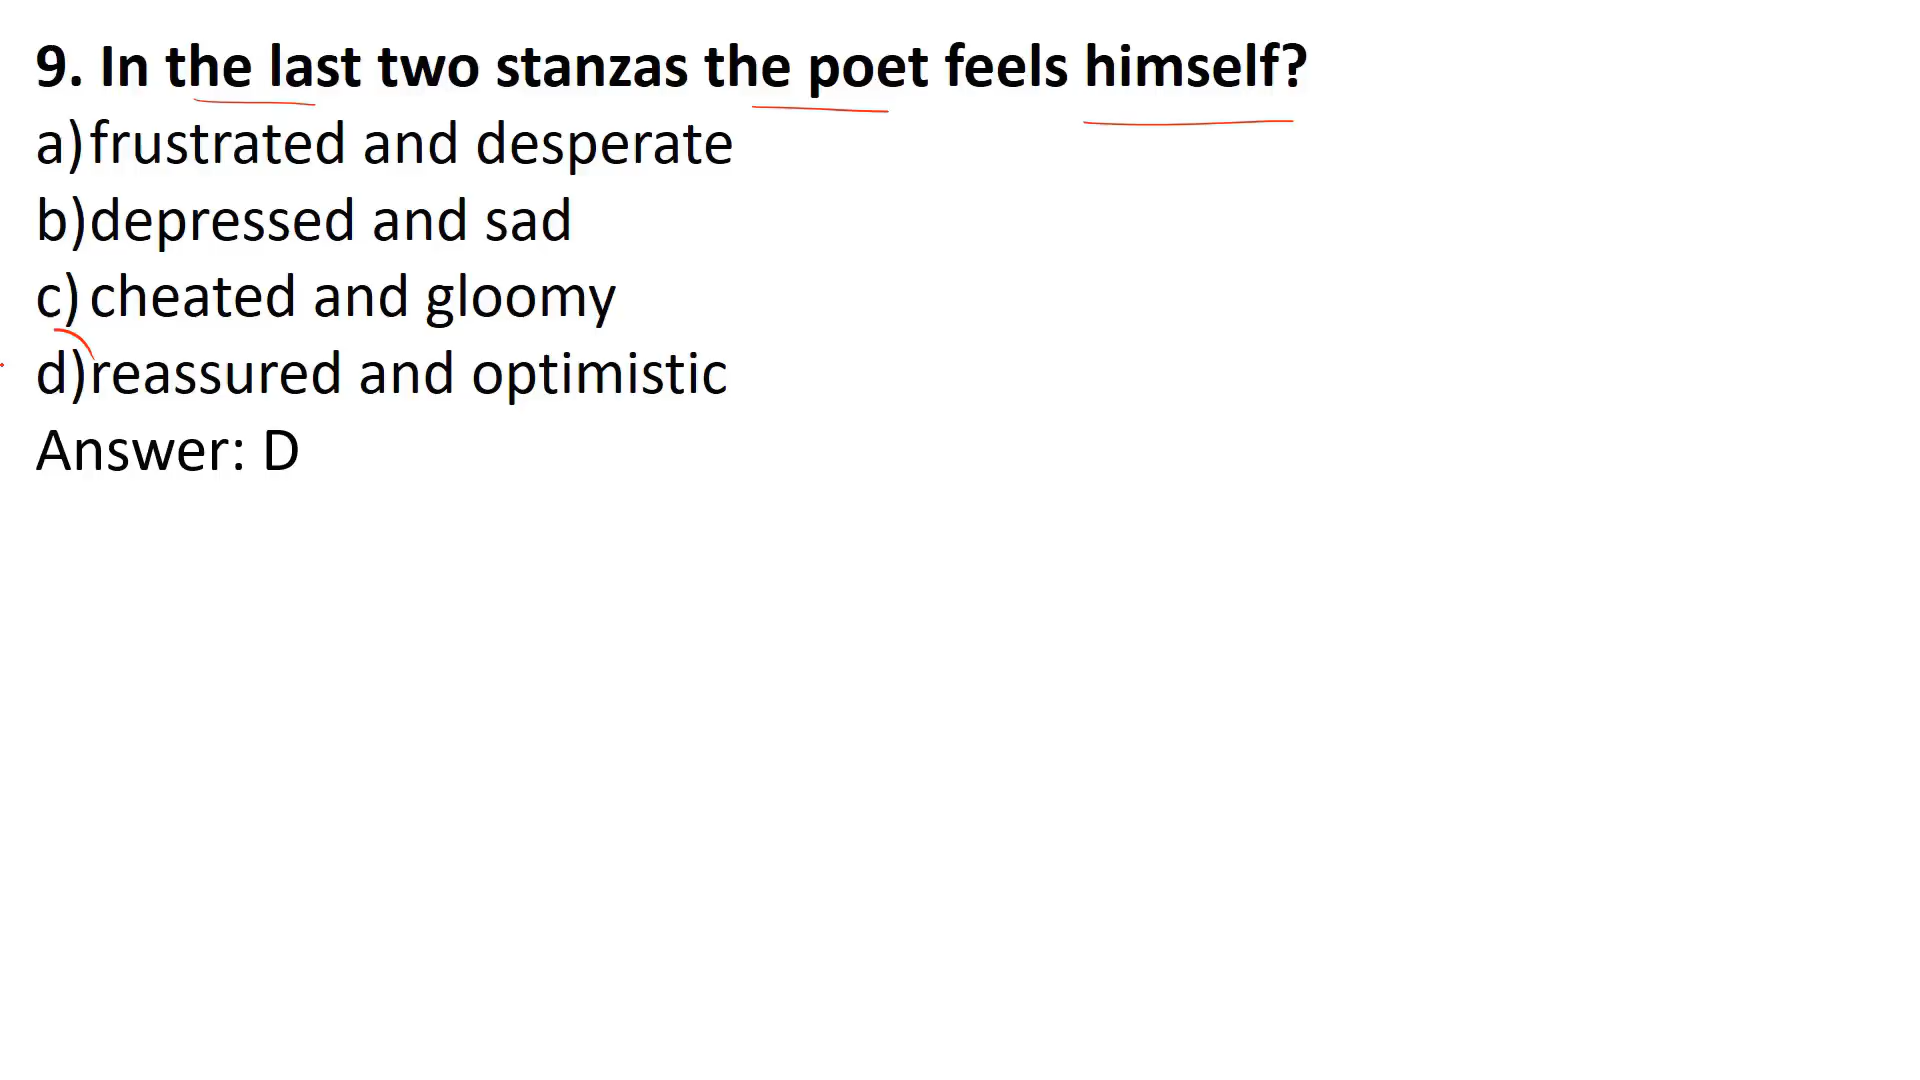 9. In the last two stanzas the poet feels himself?
a) frustrated and desperate
b) depressed and sad
c) cheated and gloomy
d) reassured and optimistic
Answer: D